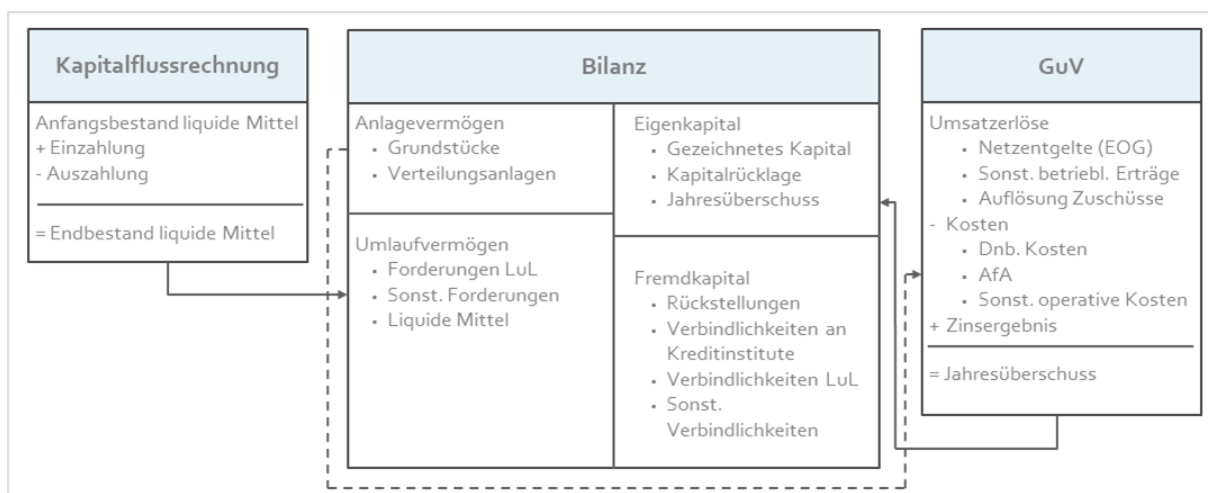 Kapitalflussrechnung
Anfangsbestand liquide Mittel
+ Einzahlung
- Auszahlung
= Endbestand liquide Mittel
Bilanz
Anlagevermögen
▪ Grundstücke
▪ Verteilungsanlagen
Umlaufvermögen
▪ Forderungen LuL
▪ Sonst. Forderungen
▪ Liquide Mittel
Eigenkapital
▪ Gezeichnetes Kapital
▪ Kapitalrücklage
▪ Jahresüberschuss
Fremdkapital
▪ Rückstellungen
▪ Verbindlichkeiten an
Kreditinstitute
▪ Verbindlichkeiten LuL
▪ Sonst.
Verbindlichkeiten
GuV
Umsatzerlöse
▪ Netzentgelte (EOG)
▪ Sonst. betriebl. Erträge
▪ Auflösung Zuschüsse
- Kosten
▪ Dnb. Kosten
▪ AfA
▪ Sonst. operative Kosten
+ Zinsergebnis
= Jahresüberschuss